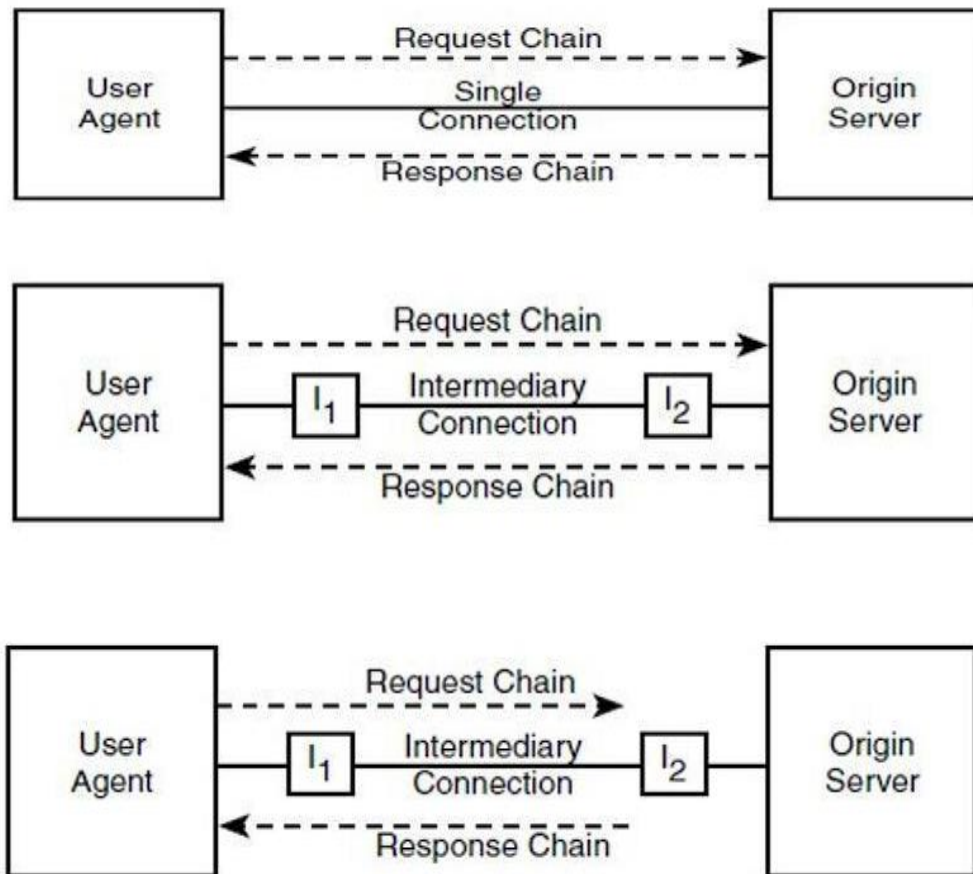 User
Agent
Request Chain
Single
Connection
Response Chain
Origin
Server
User
Agent
Request Chain
I1
Intermediary
Connection
I2
Response Chain
Origin
Server
User
Agent
Request Chain
I1
Intermediary
Connection
I2
Response Chain
Origin
Server